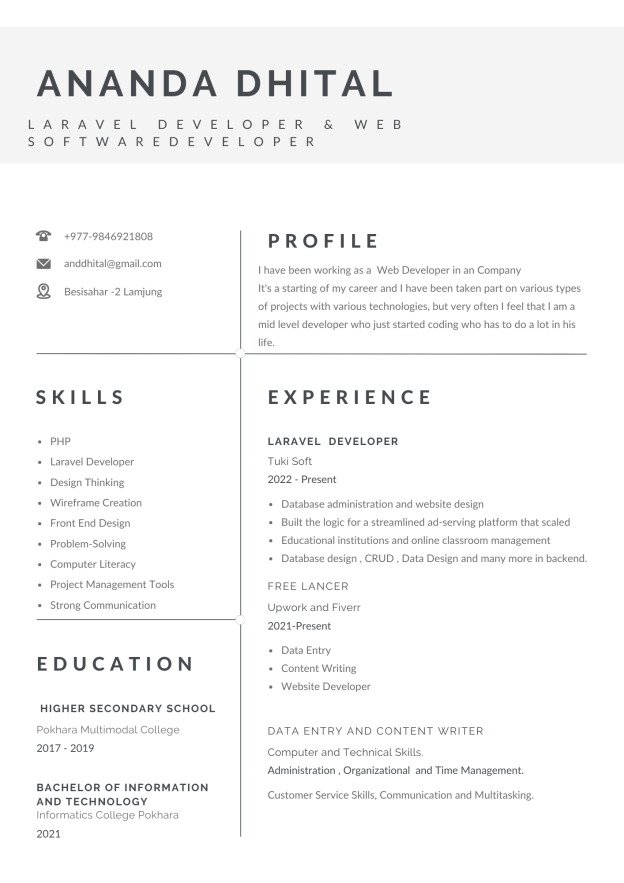 ANANDA DHITAL
LARAVEL DEVELOPER & WEB
SOFTWAREDEVELOPER
+977-9846921808
anddhital@gmail.com
Besisahar -2 Lamjung
PROFILE
I have been working as a  Web Developer in an Company
It's a starting of my career and I have been taken part on various types
of projects with various technologies, but very often I feel that I am a
mid level developer who just started coding who has to do a lot in his
life.
SKILLS
• PHP
• Laravel Developer
• Design Thinking
• Wireframe Creation
• Front End Design
• Problem-Solving
• Computer Literacy
• Project Management Tools
• Strong Communication
EDUCATION
HIGHER SECONDARY SCHOOL
Pokhara Multimodal College
2017 - 2019
BACHELOR OF INFORMATION
AND TECHNOLOGY
Informatics College Pokhara
2021
EXPERIENCE
LARAVEL  DEVELOPER
Tuki Soft
2022 - Present
• Database administration and website design
• Built the logic for a streamlined ad-serving platform that scaled
• Educational institutions and online classroom management
• Database design , CRUD , Data Design and many more in backend.
FREE LANCER
Upwork and Fiverr
2021-Present
• Data Entry
• Content Writing
• Website Developer
DATA ENTRY AND CONTENT WRITER
Computer and Technical Skills.
Administration , Organizational  and Time Management.
Customer Service Skills, Communication and Multitasking.